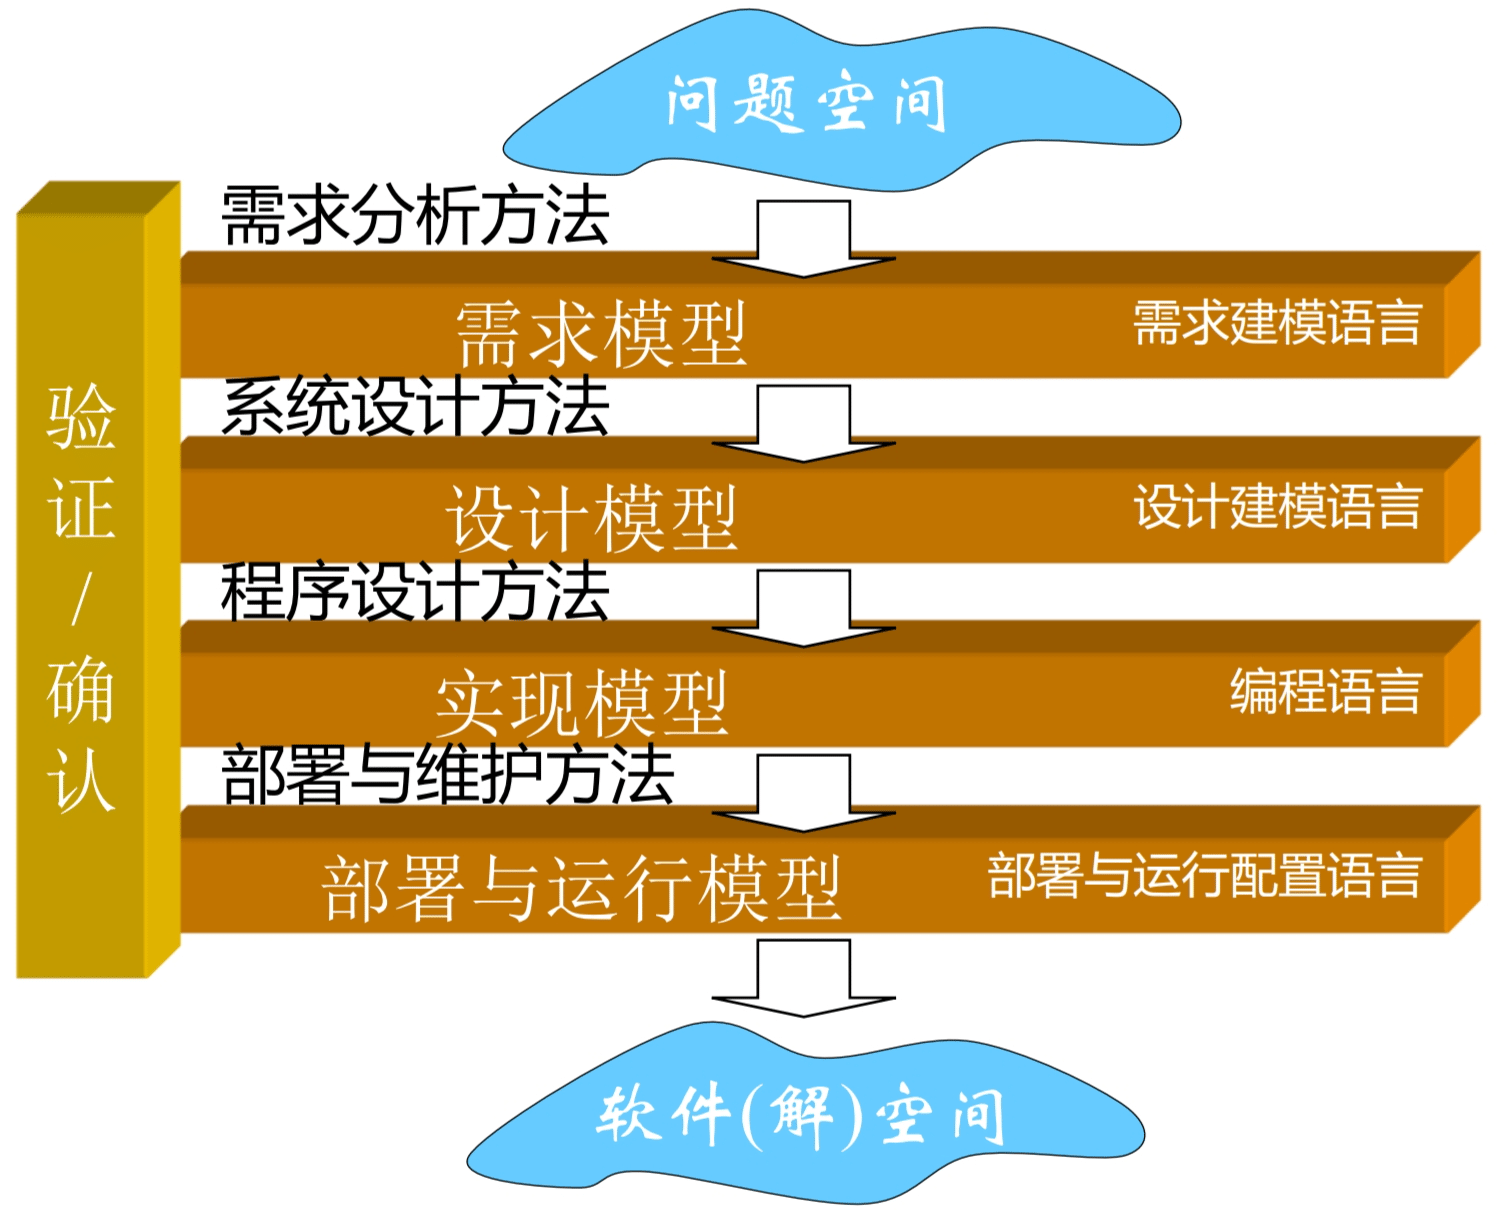 问题空间
需求分析方法
需求模型
需求建模语言
系统设计方法
设计模型
设计建模语言
程序设计方法
实现模型
编程语言
部署与维护方法
部署与运行模型
部署与运行配置语言
验
证
/
确
认
软件(解)空间